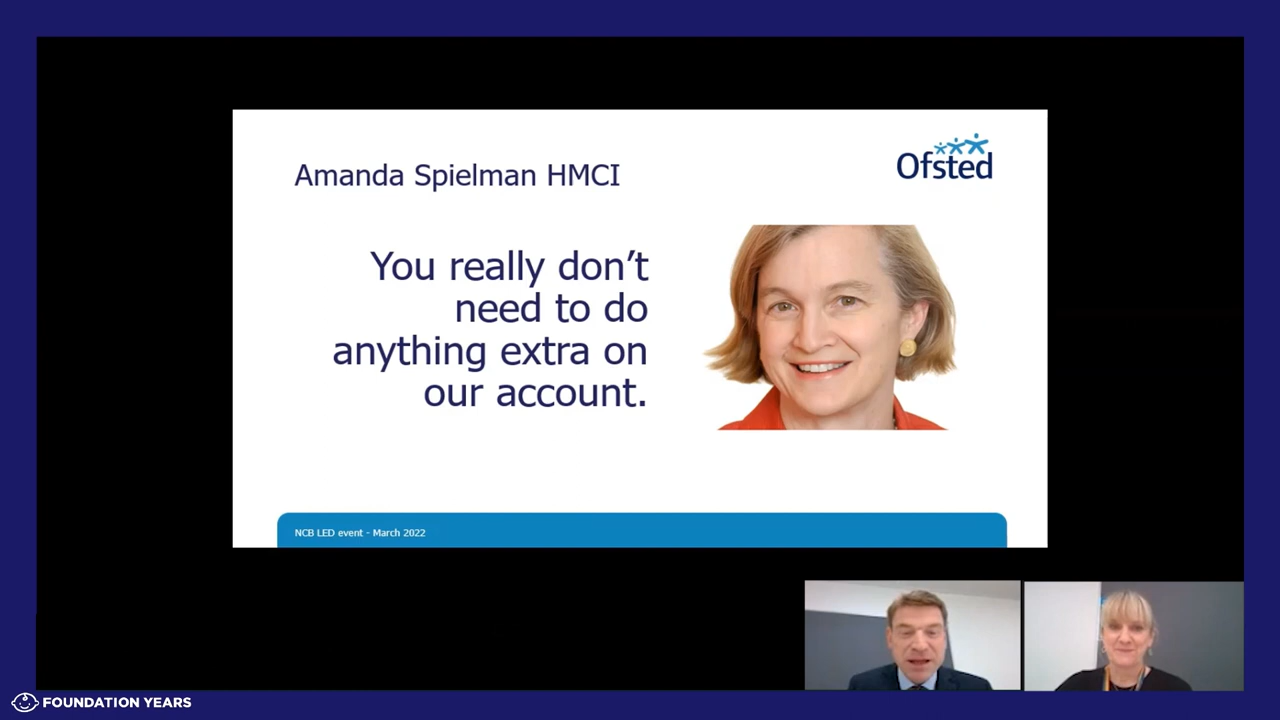 Amanda Spielman HMCI
Ofsted
You really don’t
need to do
anything extra on
our account.
NCB LED event - March 2022
FOUNDATION YEARS